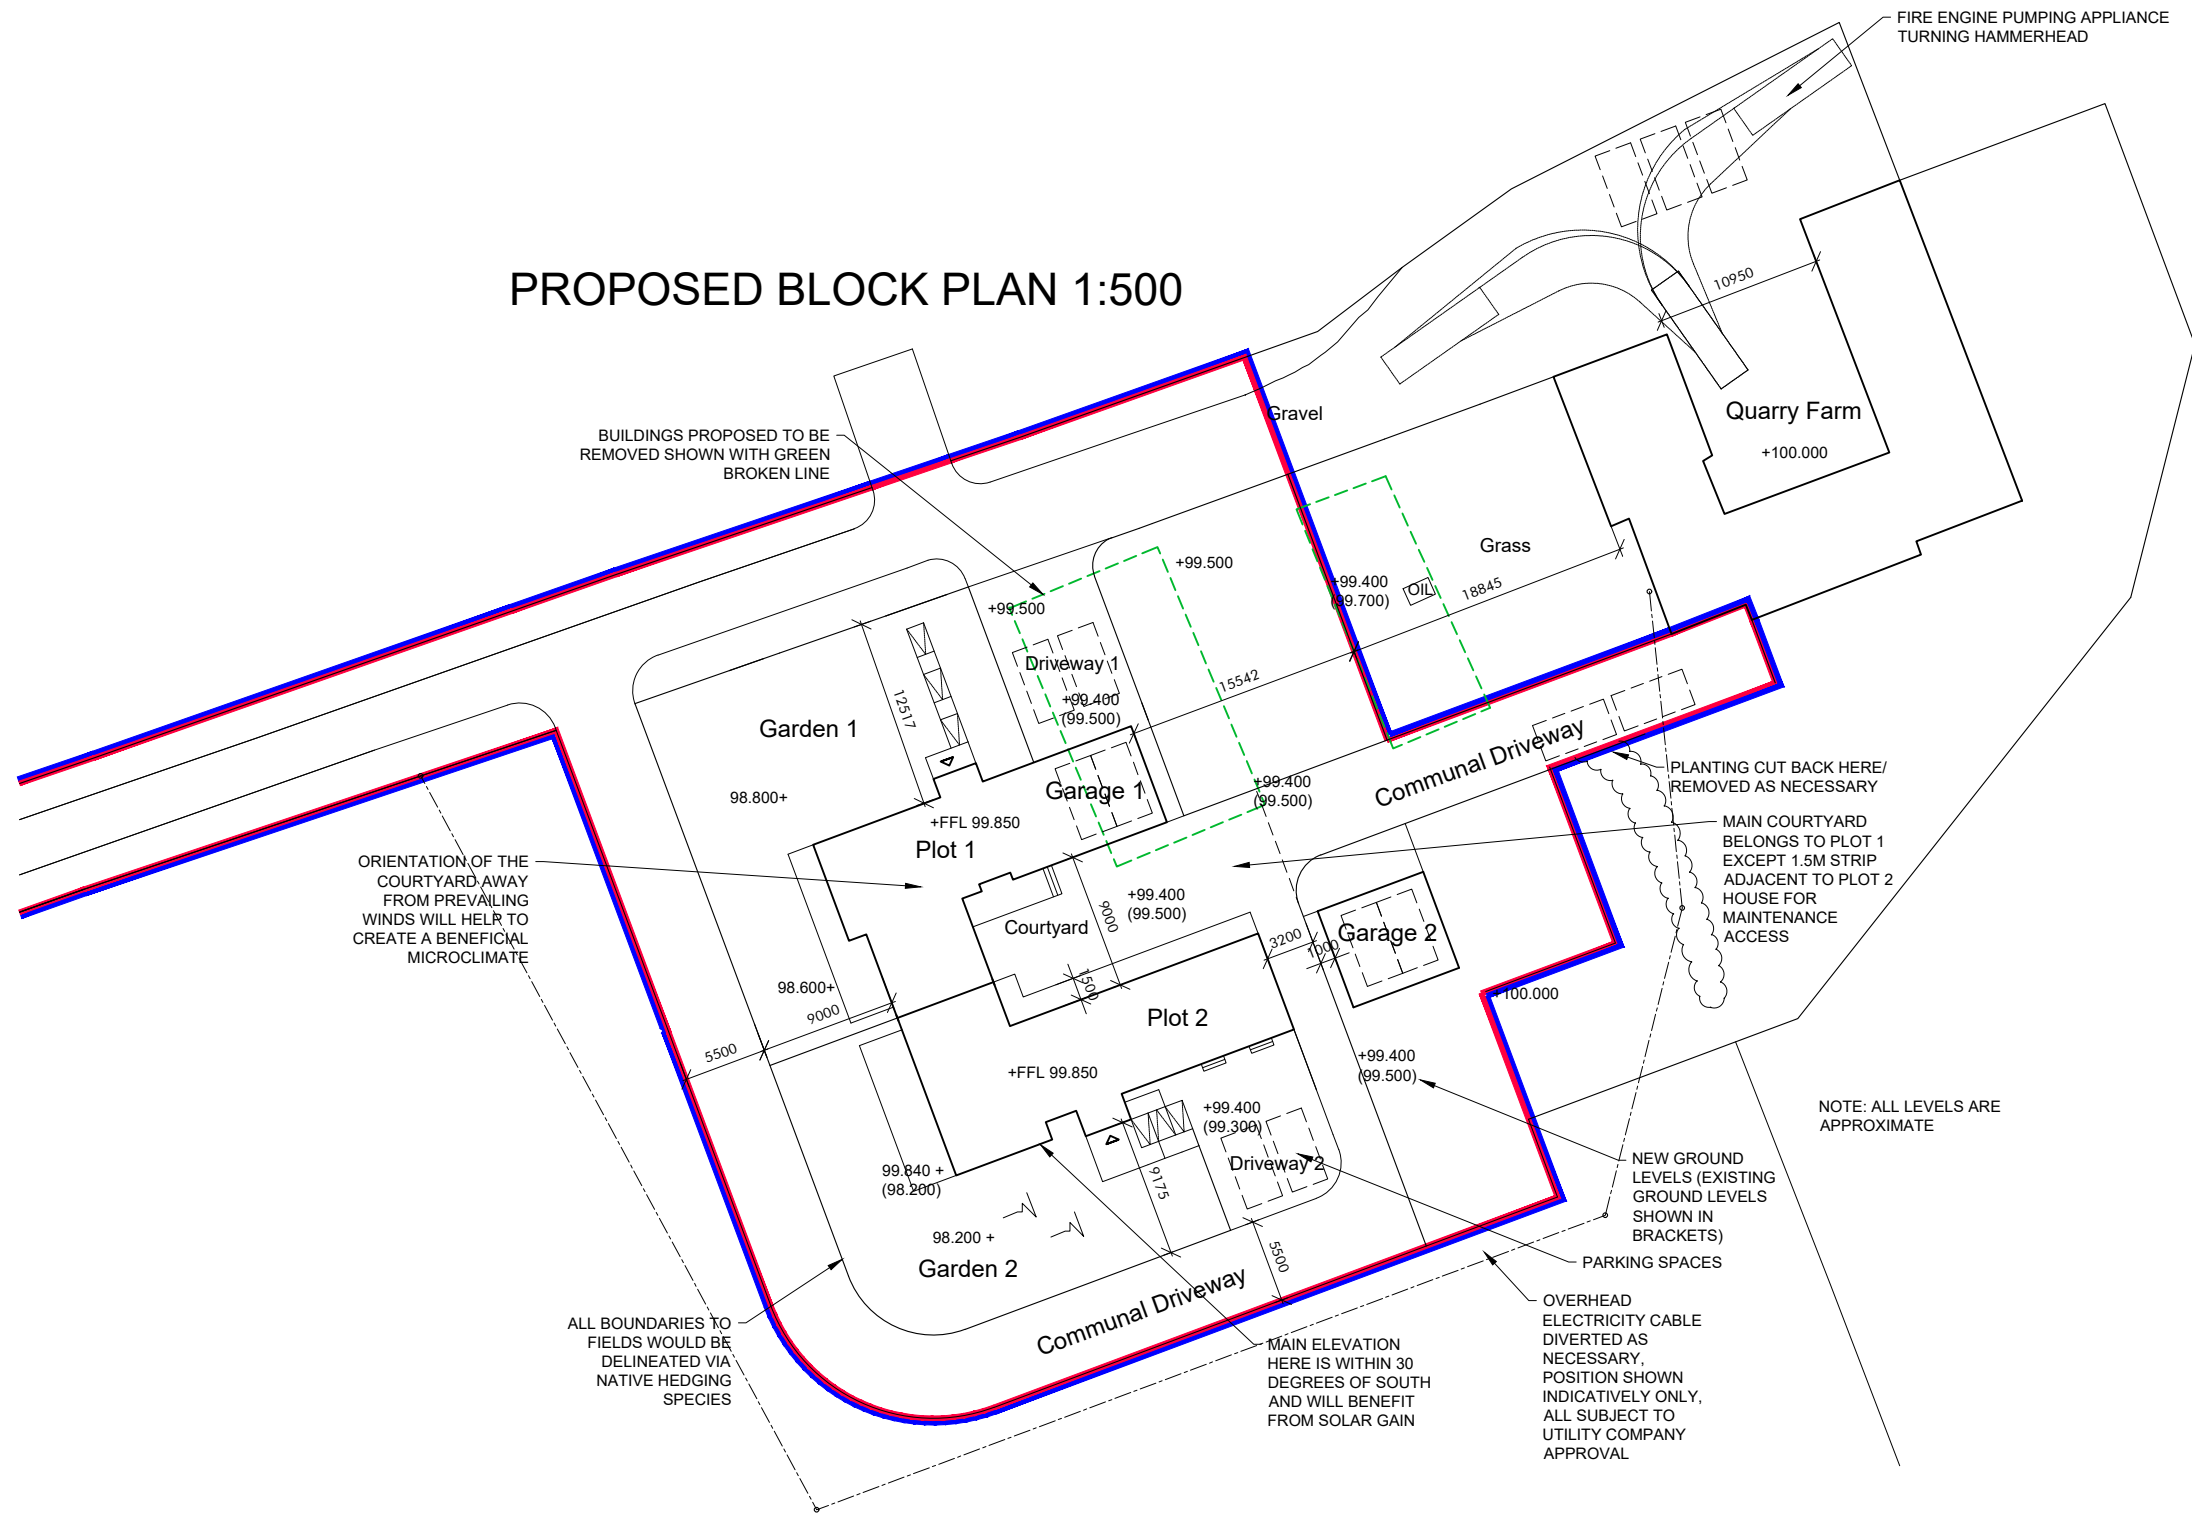 FIRE ENGINE PUMPING APPLIANCE
TURNING HAMMERHEAD
PROPOSED BLOCK PLAN 1:500
10950
Gravel
Quarry Farm
+100.000
BUILDINGS PROPOSED TO BE
REMOVED SHOWN WITH GREEN
BROKEN LINE
Grass
+99.500
+99.500
+99.400
(99.700)
OIL
18845
Driveway 1
+99.400
(99.500)
15542
12517
Garden 1
98.800+
Garage 1
+99.400
(99.500)
Communal Driveway
PLANTING CUT BACK HERE/
REMOVED AS NECESSARY
+FFL 99.850
Plot 1
ORIENTATION OF THE
COURTYARD AWAY
FROM PREVAILING
WINDS WILL HELP TO
CREATE A BENEFICIAL
MICROCLIMATE
MAIN COURTYARD
BELONGS TO PLOT 1
EXCEPT 1.5M STRIP
ADJACENT TO PLOT 2
HOUSE FOR
MAINTENANCE
ACCESS
+99.400
(99.500)
9000
Courtyard
Garage 2
3200
1000
1500
98.600+
9000
5500
Plot 2
+100.000
+FFL 99.850
+99.400
(99.500)
+99.400
(99.300)
NOTE: ALL LEVELS ARE
APPROXIMATE
99.840 +
(98.200)
9175
Driveway 2
NEW GROUND
LEVELS (EXISTING
GROUND LEVELS
SHOWN IN
BRACKETS)
98.200 +
Garden 2
5500
PARKING SPACES
Communal Driveway
ALL BOUNDARIES TO
FIELDS WOULD BE
DELINEATED VIA
NATIVE HEDGING
SPECIES
MAIN ELEVATION
HERE IS WITHIN 30
DEGREES OF SOUTH
AND WILL BENEFIT
FROM SOLAR GAIN
OVERHEAD
ELECTRICITY CABLE
DIVERTED AS
NECESSARY,
POSITION SHOWN
INDICATIVELY ONLY,
ALL SUBJECT TO
UTILITY COMPANY
APPROVAL